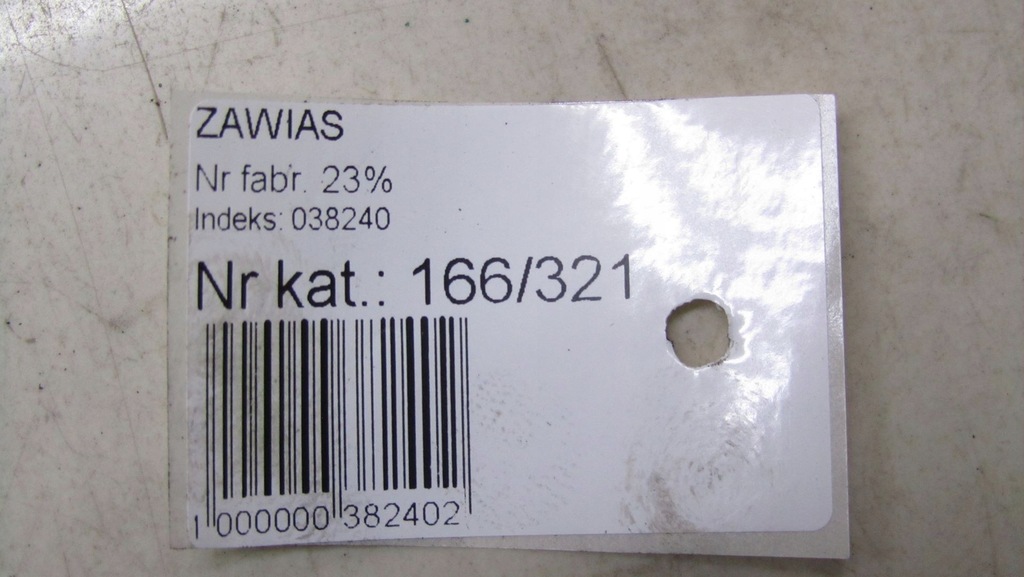 ZAWIAS
Nr fabr. 23%
Indeks: 038240
Nr kat.: 166/321
1 000000 382402